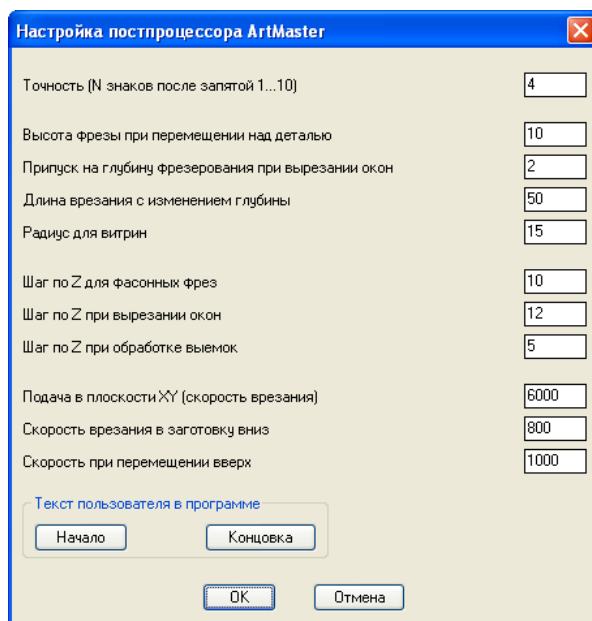 Настройка постпроцессора ArtMaster
Точность (N знаков после запятой 1...10) 4
Высота фрезы при перемещении над деталью 10
Припуск на глубину фрезерования при вырезании окон 2
Длина врезания с изменением глубины 50
Радиус для витрин 15
Шаг по Z для фасонных фрез 10
Шаг по Z при вырезании окон 12
Шаг по Z при обработке выемок 5
Подача в плоскости XY (скорость врезания) 6000
Скорость врезания в заготовку вниз 800
Скорость при перемещении вверх 1000
Текст пользователя в программе
Начало Концовка
OK Отмена